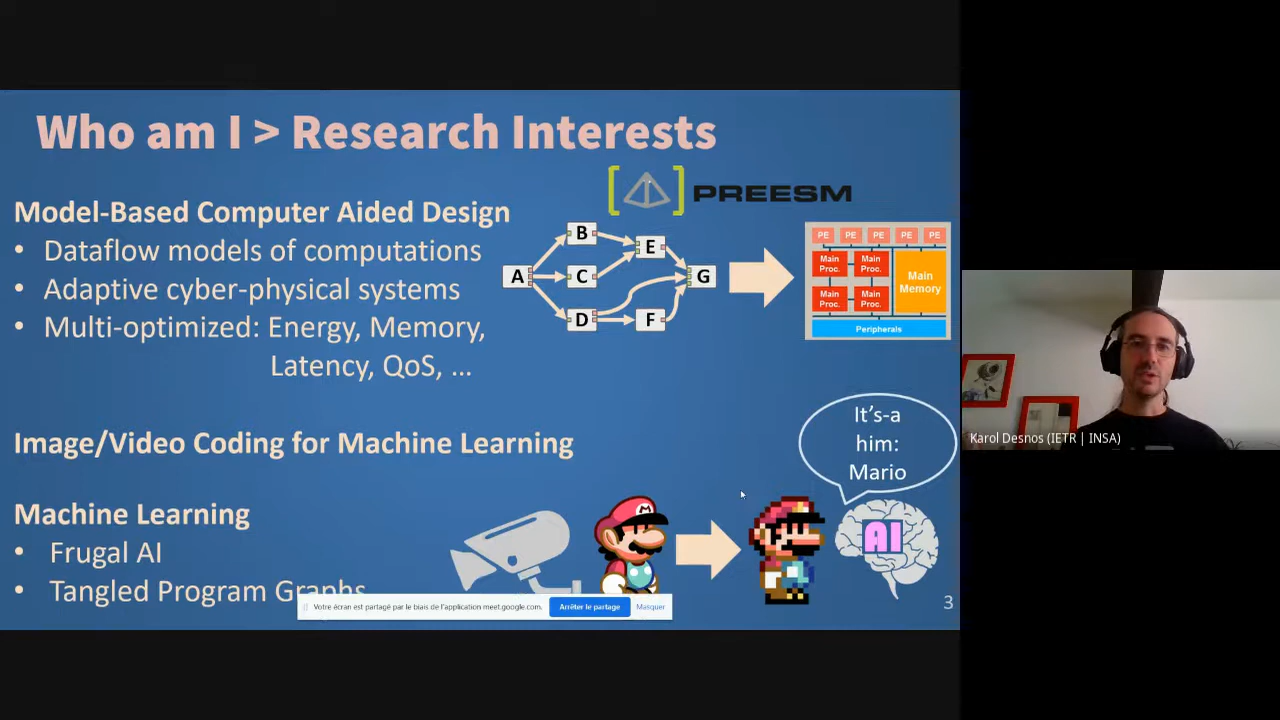 Who am I > Research Interests
PREESM
Model-Based Computer Aided Design
• Dataflow models of computations
• Adaptive cyber-physical systems
• Multi-optimized: Energy, Memory,
Latency, QoS, ...
A
B
C
D
E
F
G
PE PE PE PE PE
Main Proc.
Main Proc.
Main Proc.
Main Proc.
Main Memory
Peripherals
Image/Video Coding for Machine Learning
Machine Learning
• Frugal AI
• Tangled Program Graphs
It's-a
him:
Mario
M
AI
Votre écran est partagé par le biais de l'application meet.google.com.
Arrêter le partage
Masquer
3
Karol Desnos (IETR | INSA)